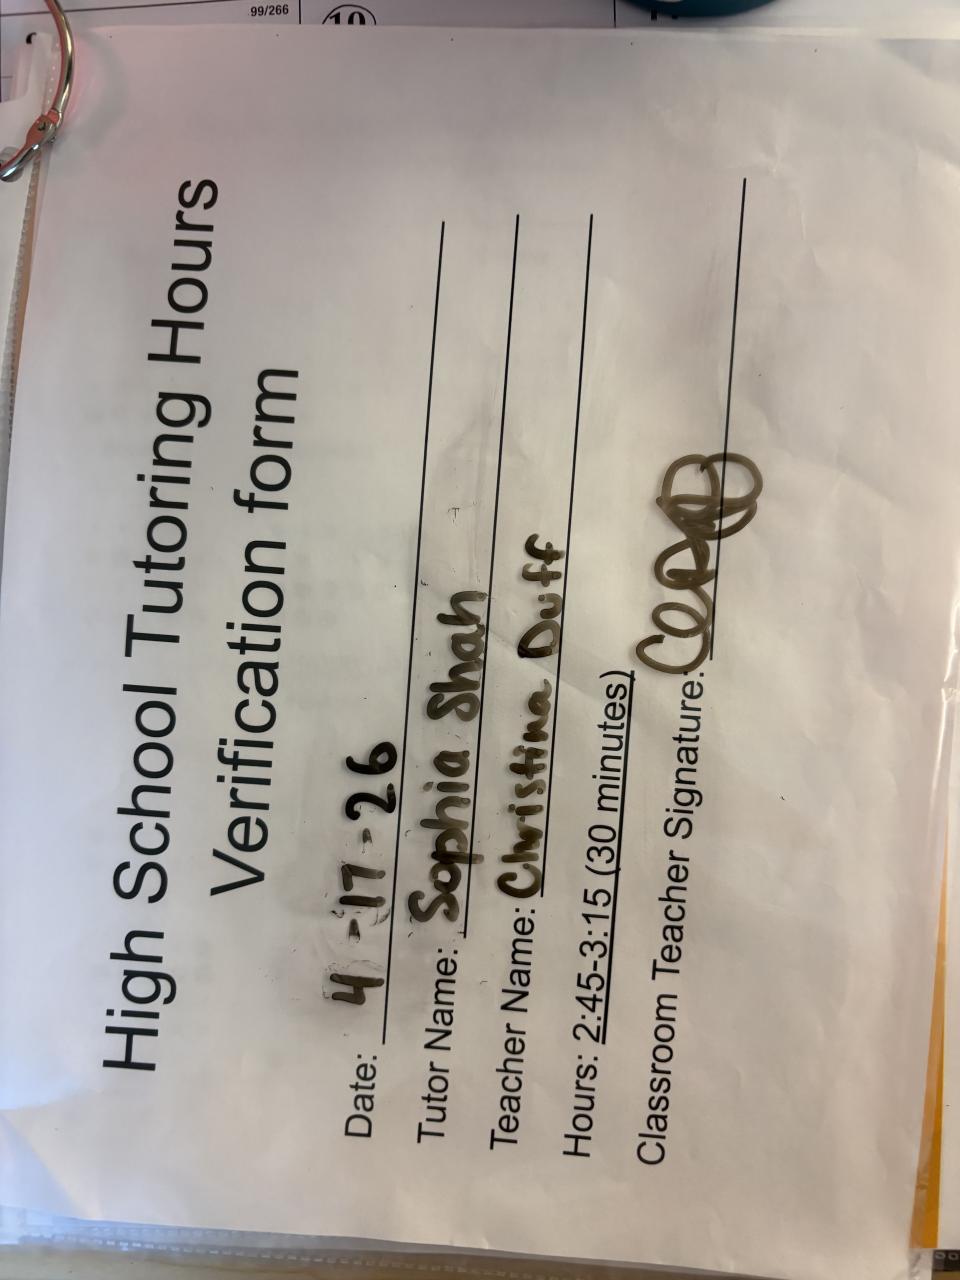 99/266
10
High School Tutoring Hours
Verification form
Date: 4-17-26
Tutor Name: Sophia Shah
Teacher Name: Christina Duff
Hours: 2:45-3:15 (30 minutes)
Classroom Teacher Signature: